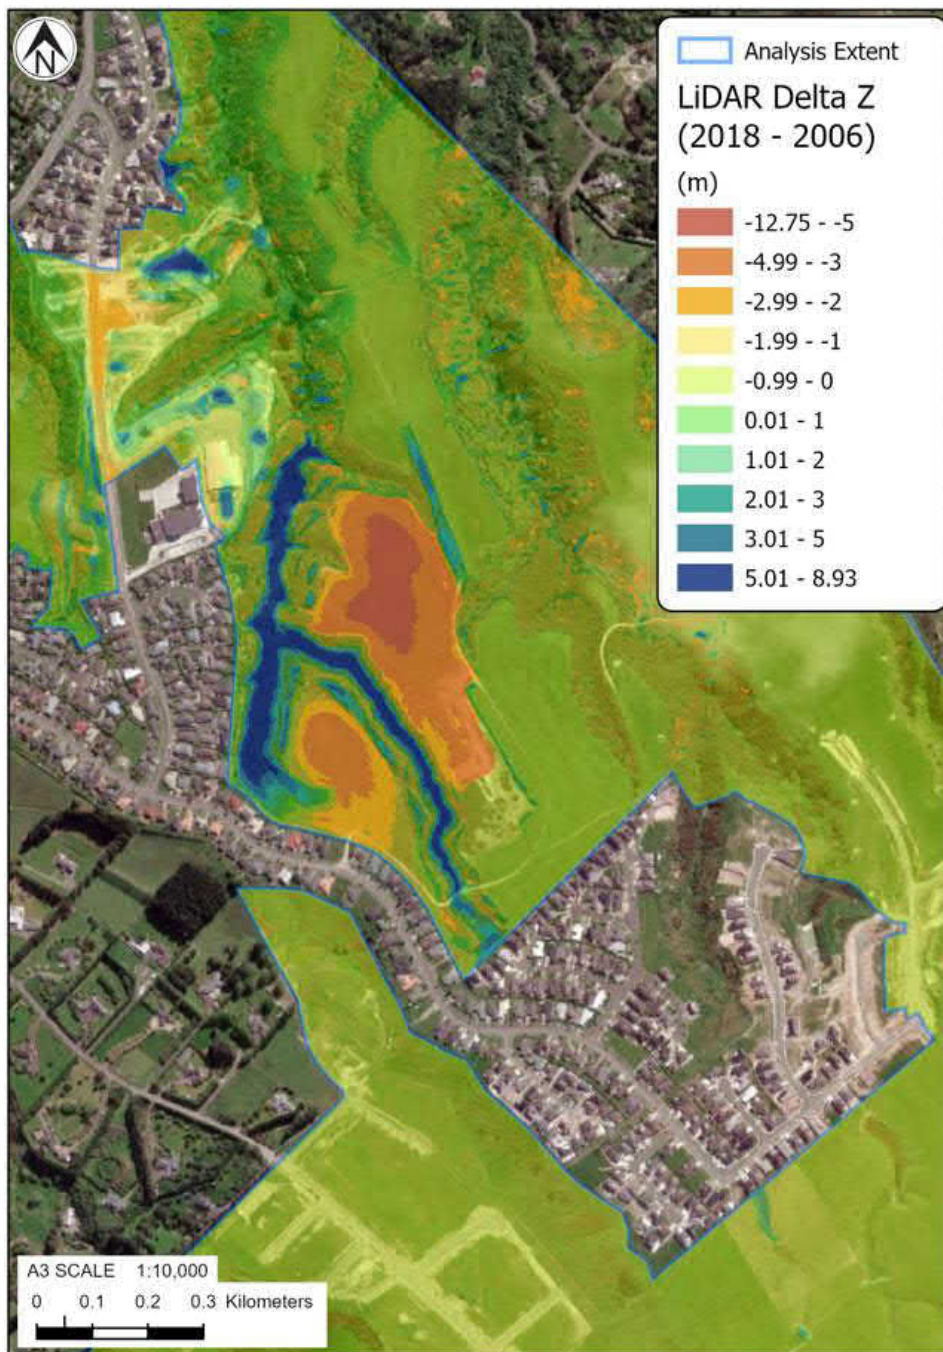 N
Analysis Extent
LiDAR Delta Z
(2018 - 2006)
(m)
-12.75 - -5
-4.99 - -3
-2.99 - -2
-1.99 - -1
-0.99 - 0
0.01 - 1
1.01 - 2
2.01 - 3
3.01 - 5
5.01 - 8.93
A3 SCALE 1:10,000
0 0.1 0.2 0.3 Kilometers